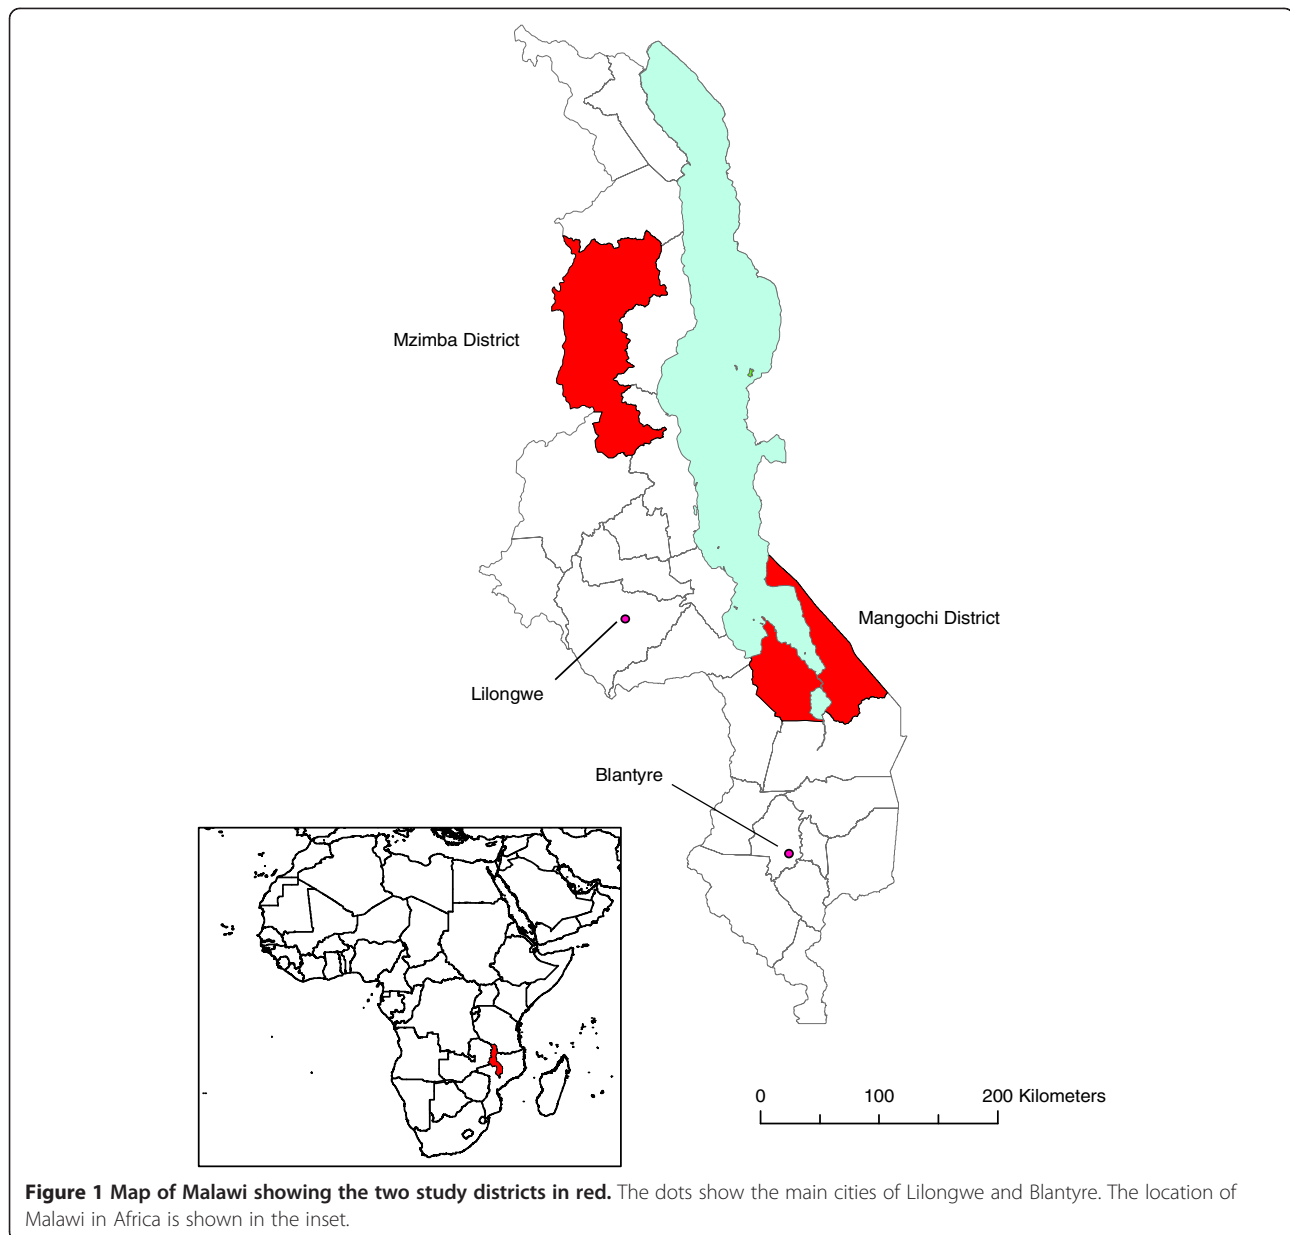 Mzimba District
Mangochi District
Lilongwe
Blantyre
0 100 200 Kilometers
Figure 1 Map of Malawi showing the two study districts in red. The dots show the main cities of Lilongwe and Blantyre. The location of
Malawi in Africa is shown in the inset.